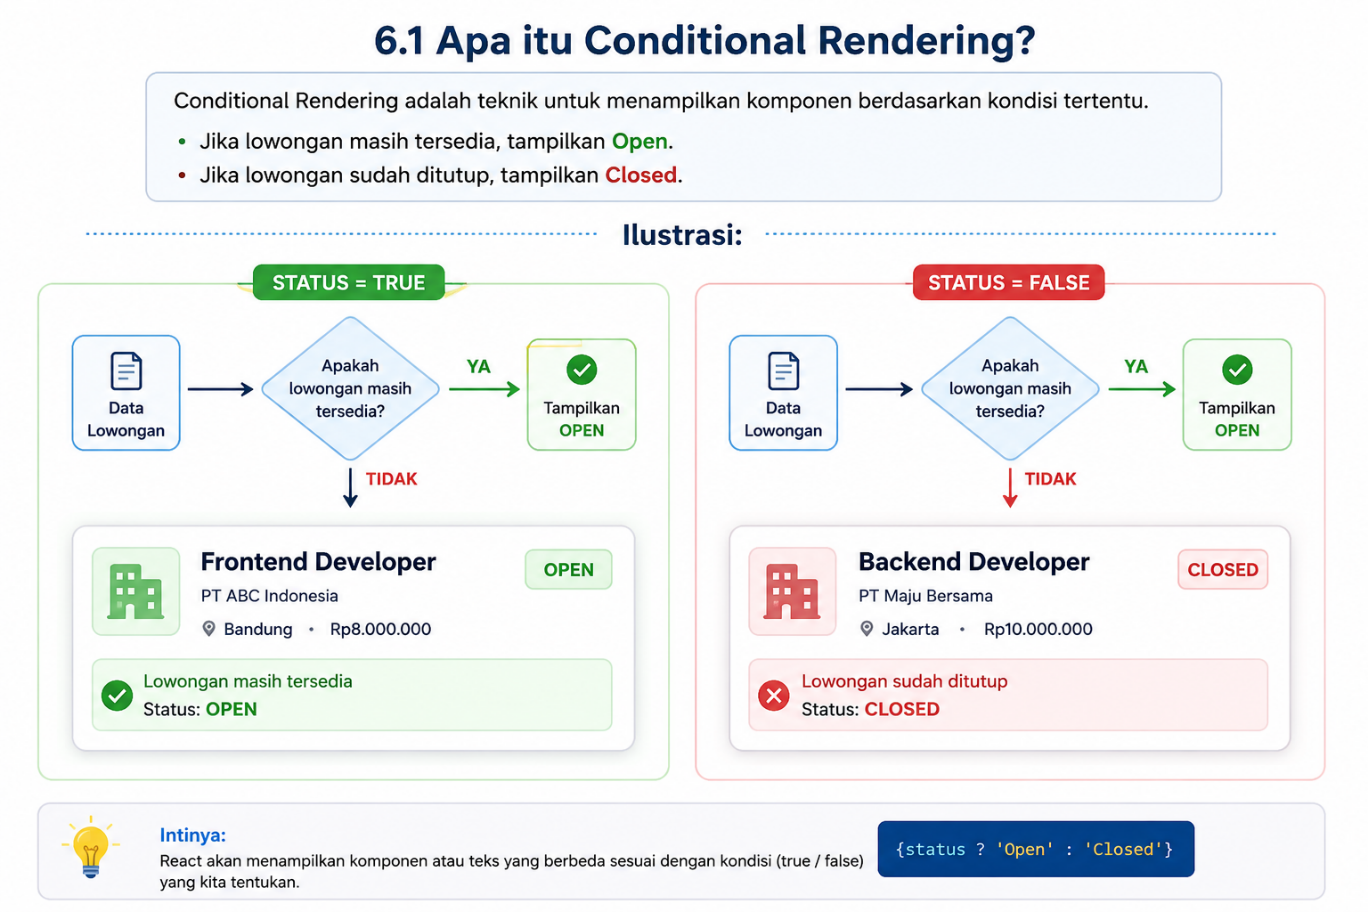 6.1 Apa itu Conditional Rendering?
Conditional Rendering adalah teknik untuk menampilkan komponen berdasarkan kondisi tertentu.
• Jika lowongan masih tersedia, tampilkan Open.
• Jika lowongan sudah ditutup, tampilkan Closed.
Ilustrasi:
STATUS = TRUE
Data
Lowongan
Apakah
lowongan masih
tersedia?
YA
Tampilkan
OPEN
TIDAK
Frontend Developer
OPEN
PT ABC Indonesia
Bandung • Rp8.000.000
Lowongan masih tersedia
Status: OPEN
STATUS = FALSE
Data
Lowongan
Apakah
lowongan masih
tersedia?
YA
Tampilkan
OPEN
TIDAK
Backend Developer
CLOSED
PT Maju Bersama
Jakarta • Rp10.000.000
Lowongan sudah ditutup
Status: CLOSED
Intinya:
React akan menampilkan komponen atau teks yang berbeda sesuai dengan kondisi (true / false)
yang kita tentukan.
{status ? 'Open' : 'Closed'}